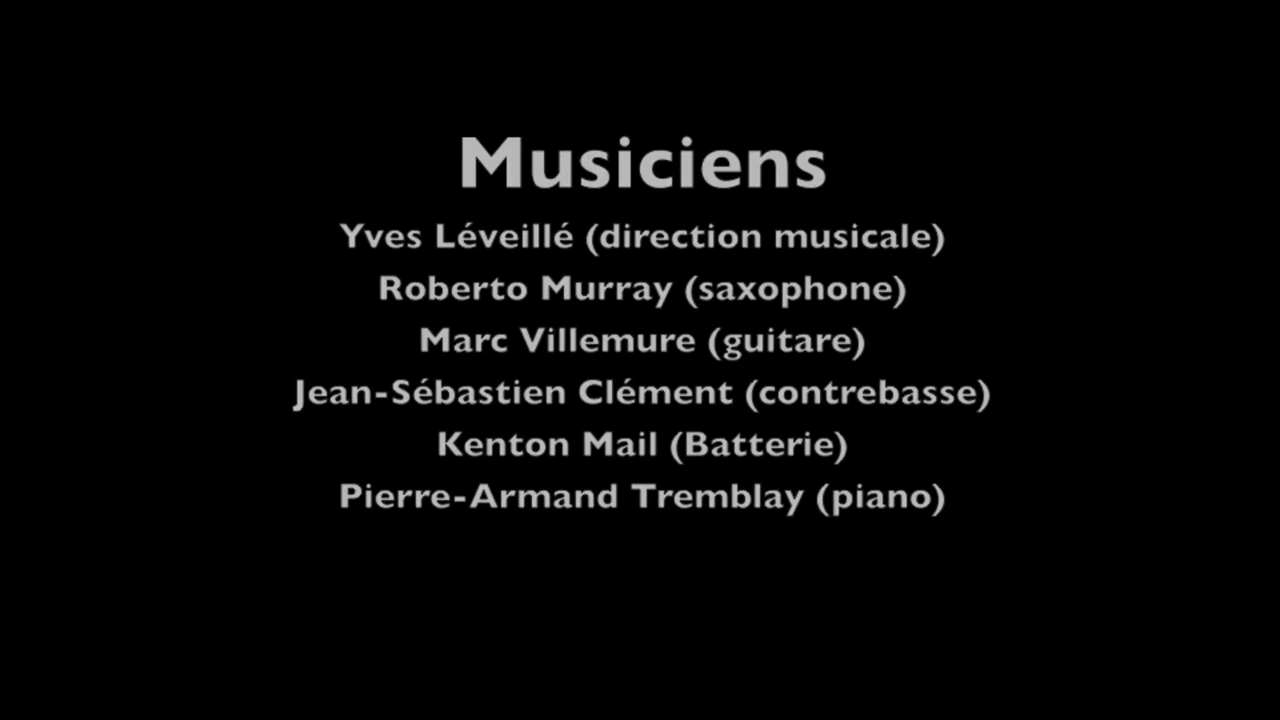 Musiciens
Yves Léveillé (direction musicale)
Roberto Murray (saxophone)
Marc Villemure (guitare)
Jean-Sébastien Clément (contrebasse)
Kenton Mail (Batterie)
Pierre-Armand Tremblay (piano)